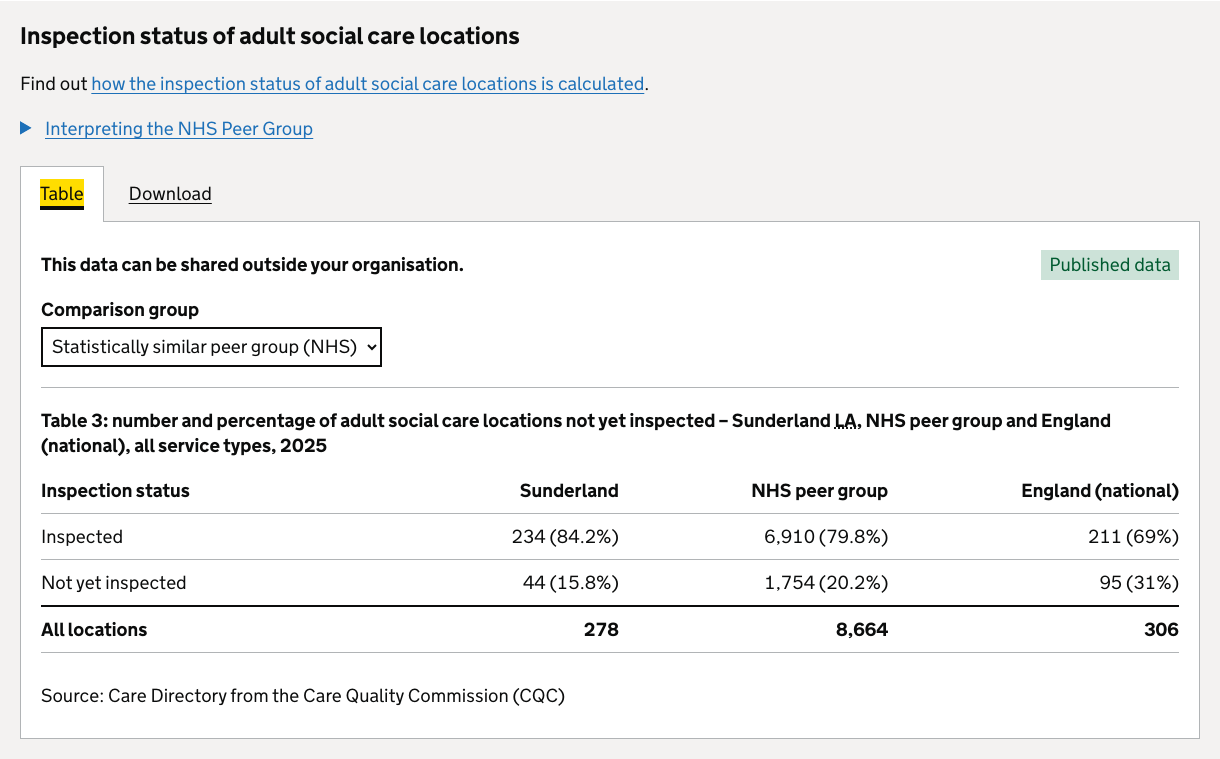 Inspection status of adult social care locations
Find out how the inspection status of adult social care locations is calculated.
Interpreting the NHS Peer Group
Table Download
This data can be shared outside your organisation. Published data
Comparison group
Statistically similar peer group (NHS)
Table 3: number and percentage of adult social care locations not yet inspected – Sunderland LA, NHS peer group and England
(national), all service types, 2025
Inspection status Sunderland NHS peer group England (national)
Inspected 234 (84.2%) 6,910 (79.8%) 211 (69%)
Not yet inspected 44 (15.8%) 1,754 (20.2%) 95 (31%)
All locations 278 8,664 306
Source: Care Directory from the Care Quality Commission (CQC)